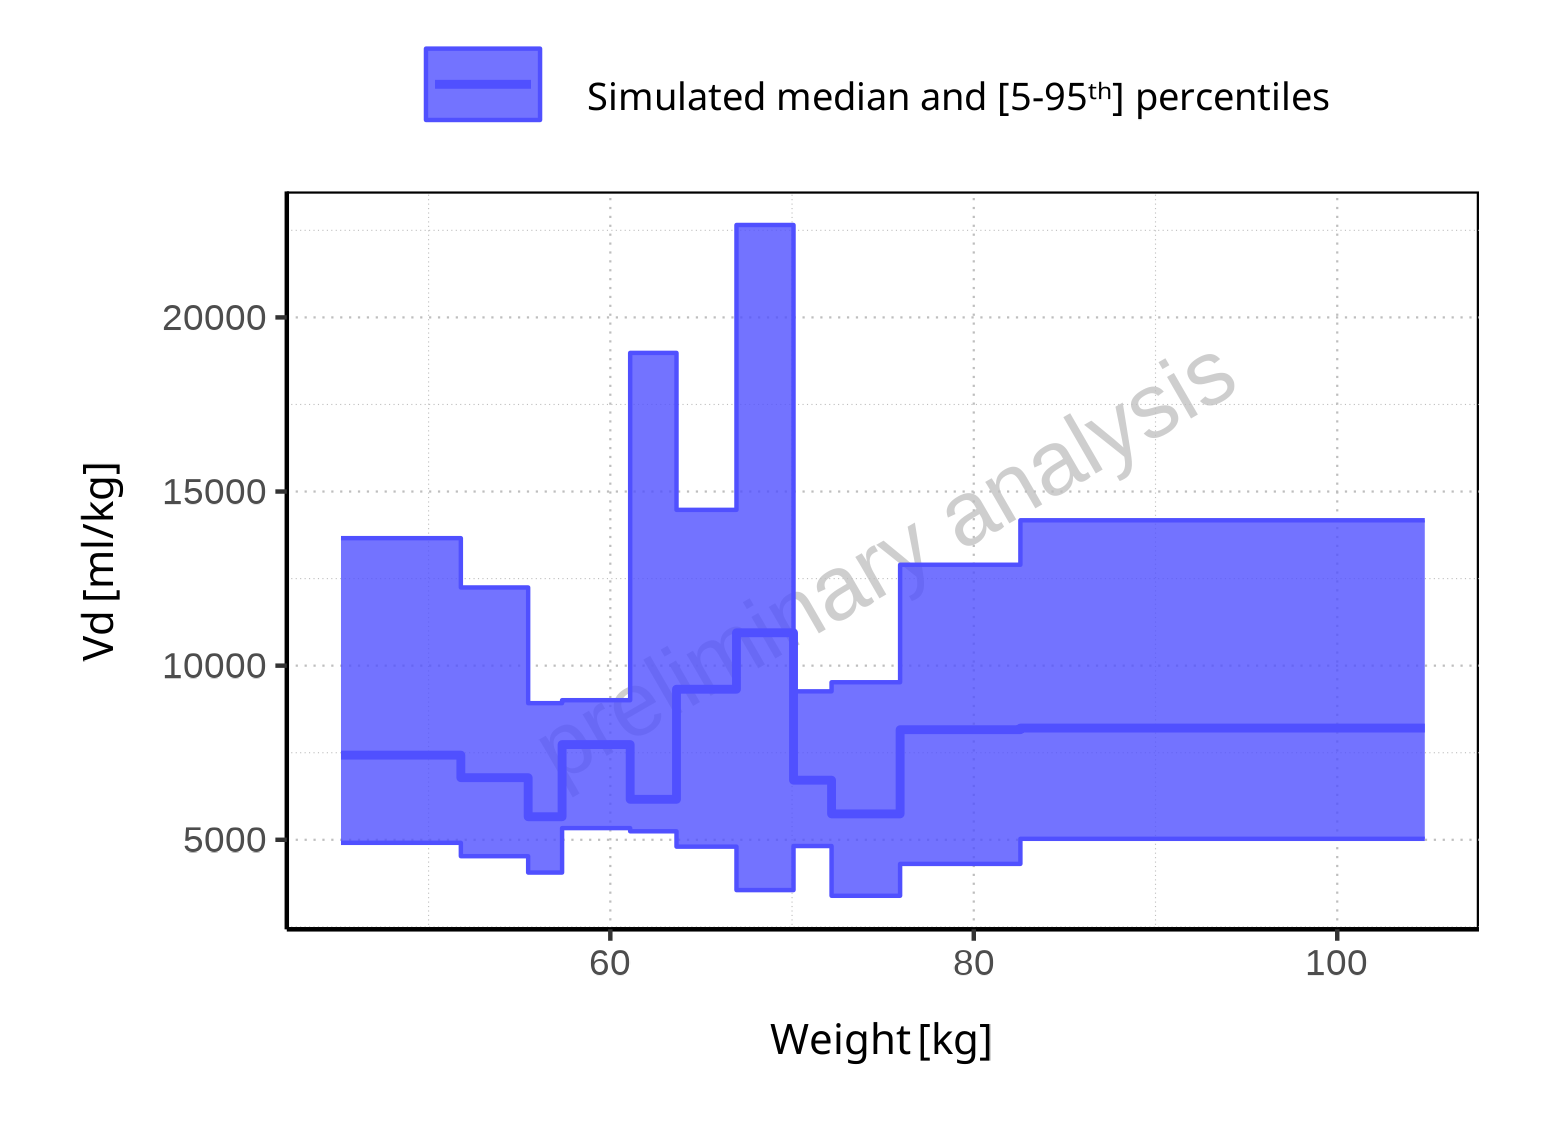 Simulated median and [5-95ᵗʰ] percentiles
20000
15000
10000
5000
Vd [ml/kg]
preliminary analysis
60 80 100
Weight [kg]